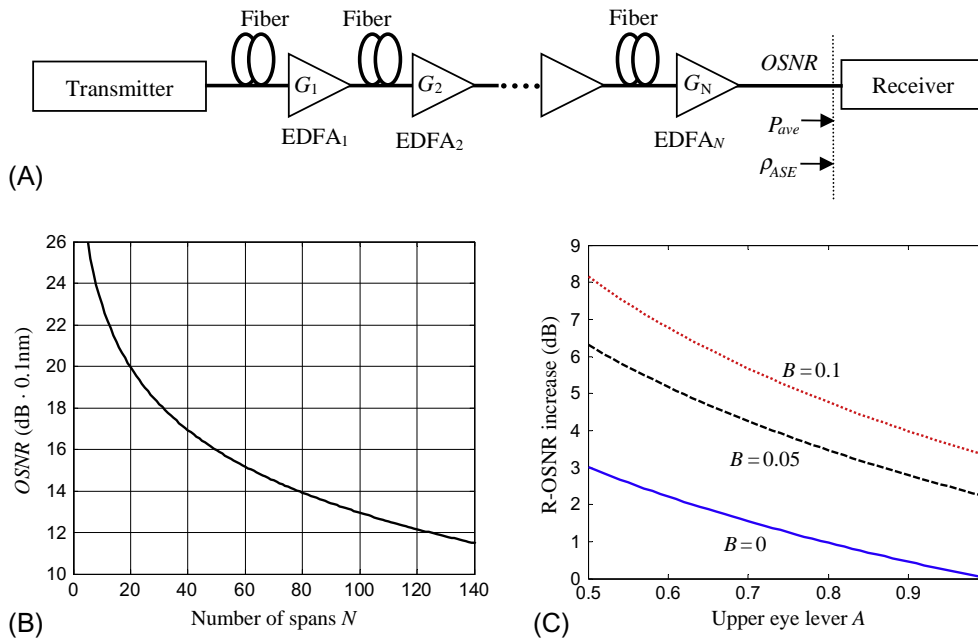 Fiber Fiber Fiber
Transmitter G1 G2 GN OSNR Receiver
EDFA1 EDFA2 EDFAN Pave
ρASE
(A)
OSNR (dB · 0.1nm)
26
24
22
20
18
16
14
12
10
0 20 40 60 80 100 120 140
Number of spans N
(B)
R-OSNR increase (dB)
9
8
7
6
5
4
3
2
1
0
B = 0.1
B = 0.05
B = 0
0.5 0.6 0.7 0.8 0.9
Upper eye lever A
(C)